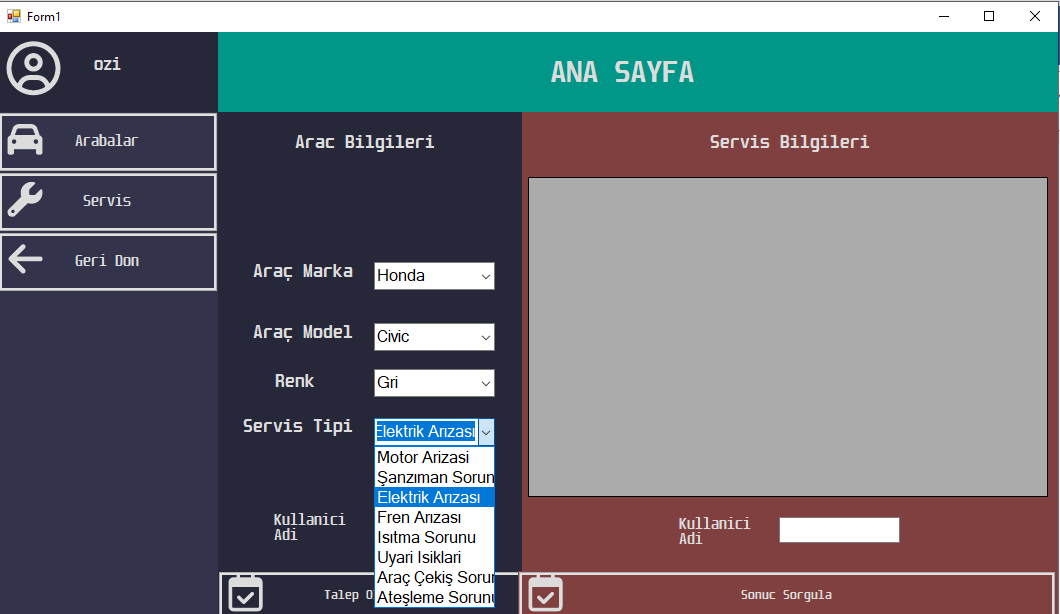 Form1
ozi
ANA SAYFA
Arabalar
Servis
Geri Don
Arac Bilgileri
Araç Marka
Honda
Araç Model
Civic
Renk
Gri
Servis Tipi
Elektrik Arızası
Motor Arizasi
Şanzıman Sorun
Elektrik Arızası
Fren Arızası
Isıtma Sorunu
Uyari Isiklari
Araç Çekiş Sorun
Ateşleme Sorunu
Kullanici
Adi
Talep
Servis Bilgileri
Kullanici
Adi
Sonuc Sorgula